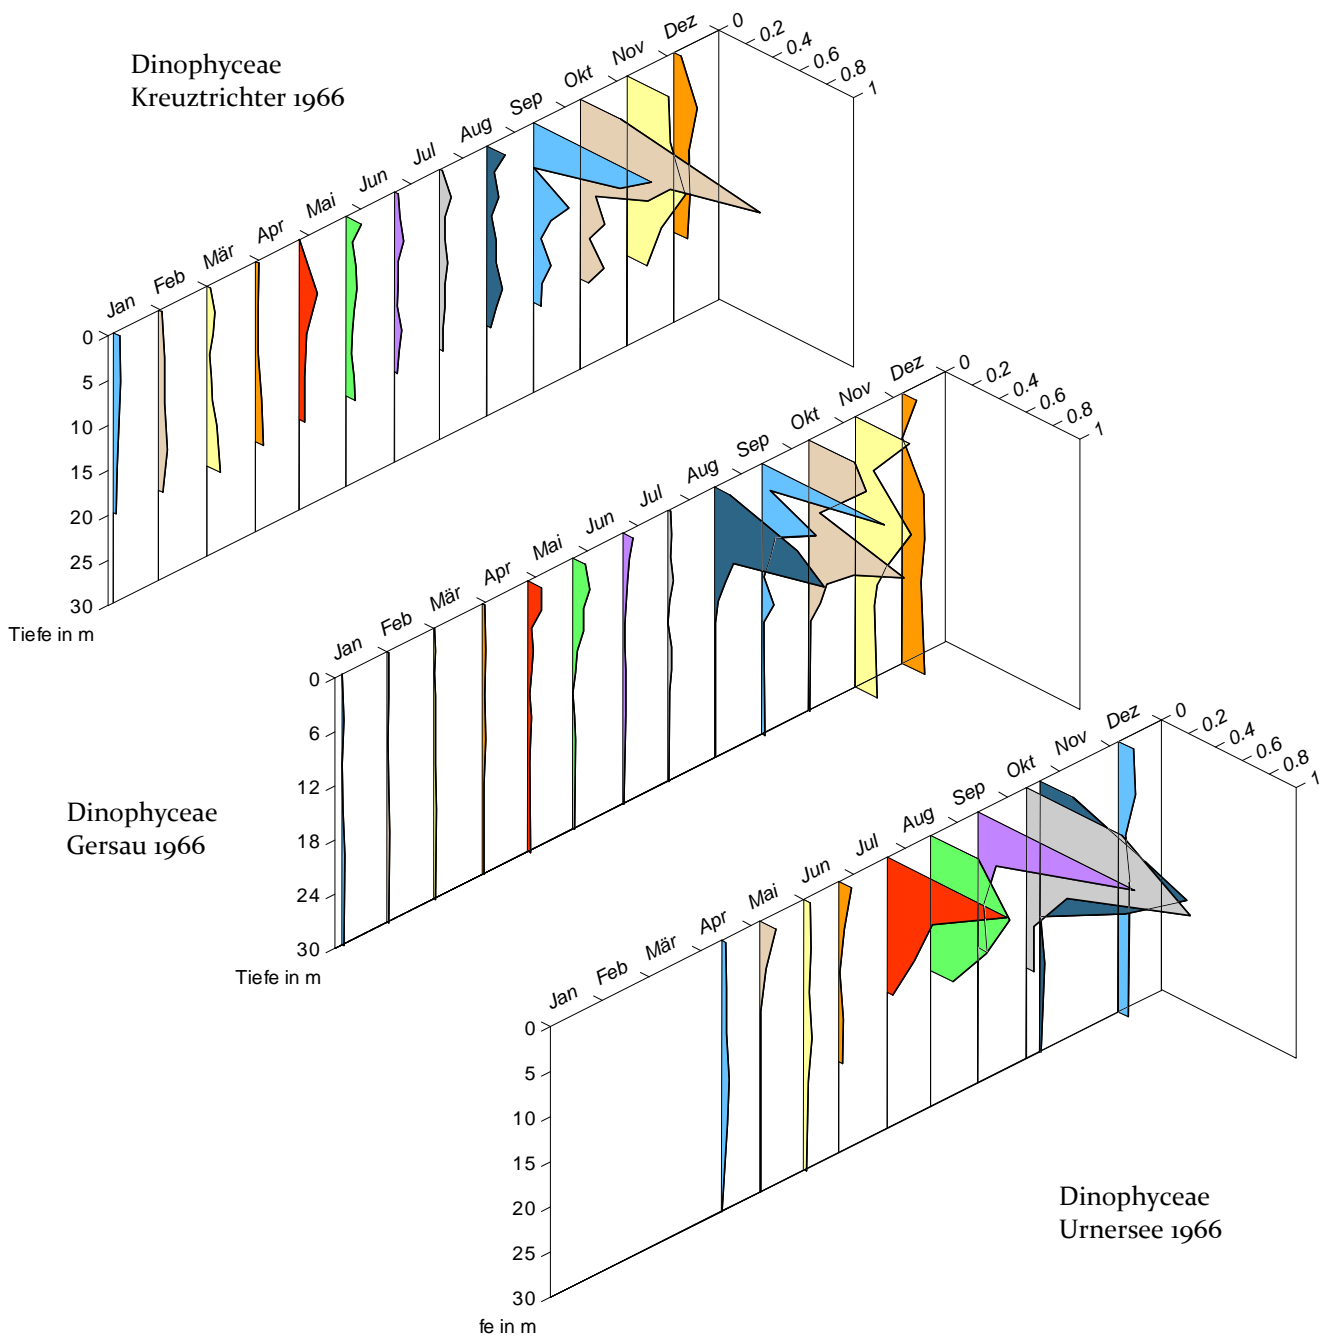 Dinophyceae
Kreuztrichter 1966
Jan Feb Mär Apr Mai Jun Jul Aug Sep Okt Nov Dez
0 0.2 0.4 0.6 0.8 1
0
5
10
15
20
25
30
Tiefe in m
Jan Feb Mär Apr Mai Jun Jul Aug Sep Okt Nov Dez
0 0.2 0.4 0.6 0.8 1
0
6
12
18
24
30
Tiefe in m
Dinophyceae
Gersau 1966
Jan Feb Mär Apr Mai Jun Jul Aug Sep Okt Nov Dez
0 0.2 0.4 0.6 0.8 1
0
5
10
15
20
25
30
fe in m
Dinophyceae
Urnersee 1966